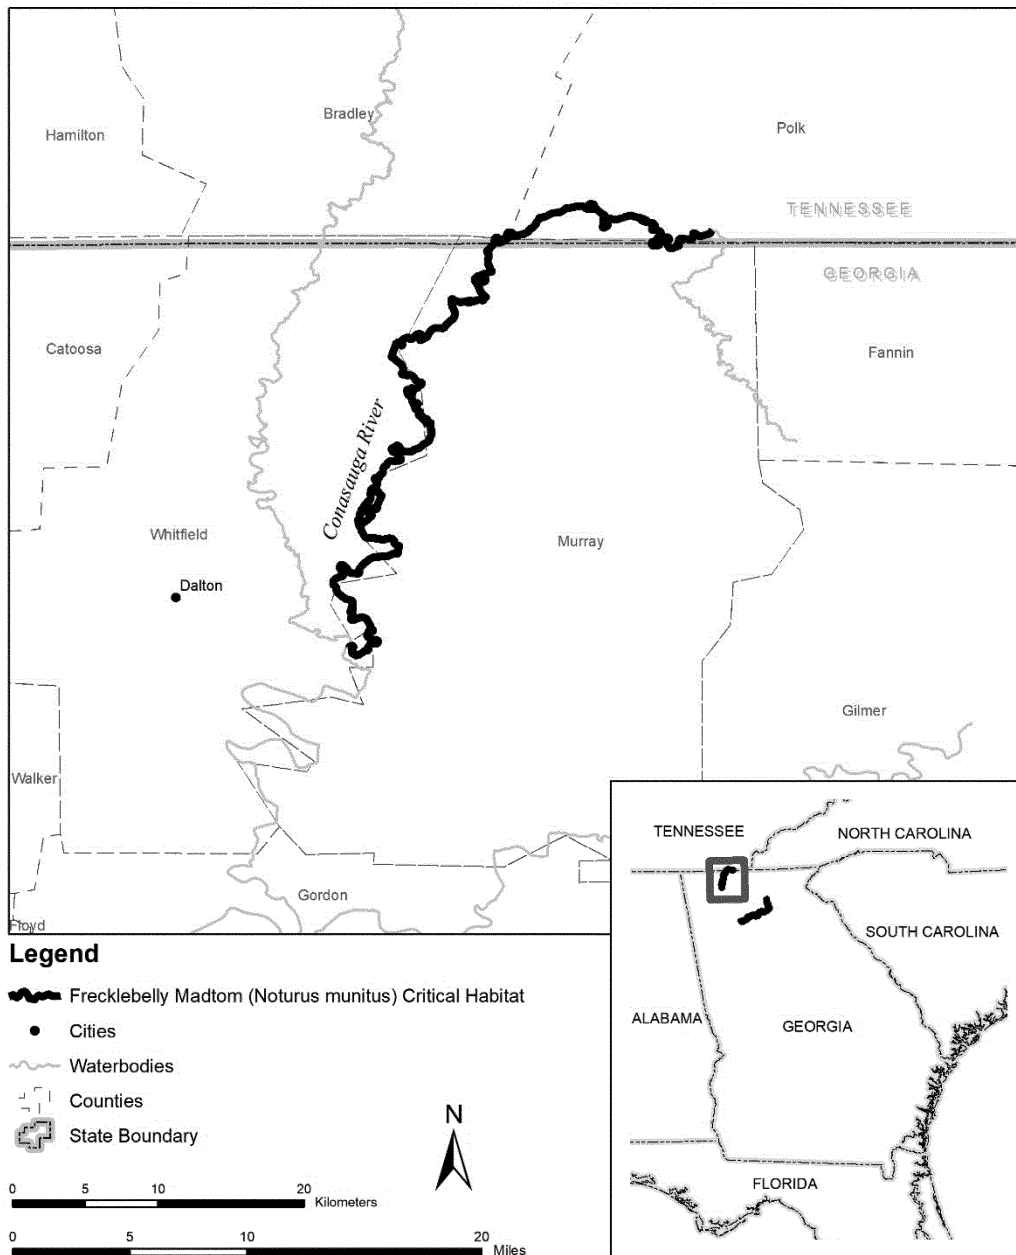 Bradley
Hamilton
Polk
TENNESSEE
GEORGIA
Catoosa
Fannin
Conasauga River
Whitfield
Murray
Dalton
Gilmer
Walker
Gordon
Floyd
TENNESSEE
NORTH CAROLINA
SOUTH CAROLINA
ALABAMA
GEORGIA
FLORIDA
Legend
Frecklebelly Madtom (Noturus munitus) Critical Habitat
Cities
Waterbodies
Counties
State Boundary
N
0 5 10 20
Kilometers
0 5 10 20
Miles